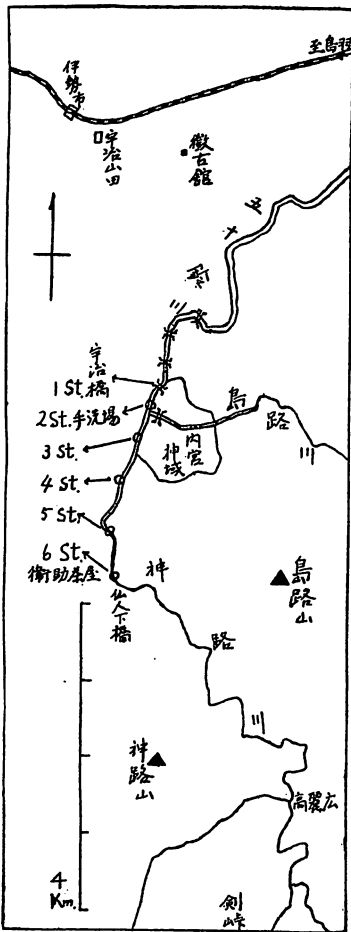 至鳥羽
伊勢市
宇治山田
徴古館
五十鈴川
宇治橋
1 St.
2 St. 手洗場
島路川
内宮
神域
3 St.
4 St.
5 St.
6 St.
衛助茶屋
仙人下橋
神路川
島路山
神路山
高麗広
剣峠
4
Km.